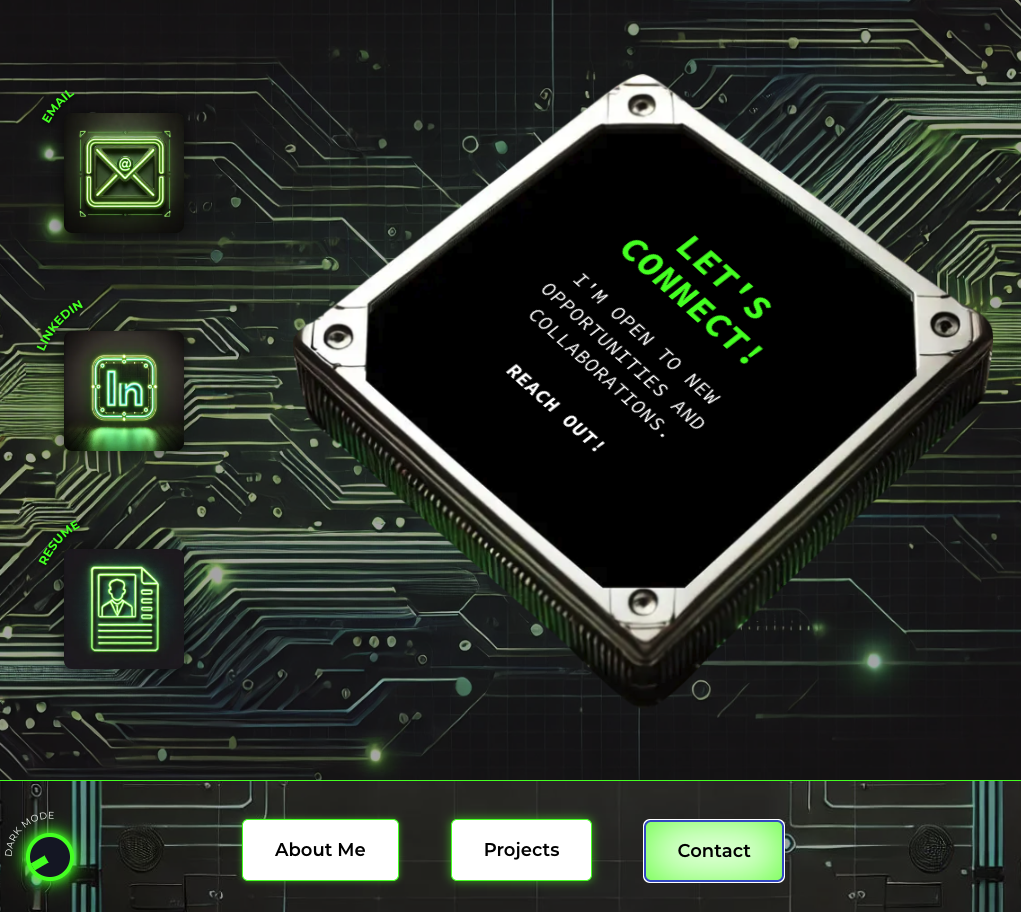 EMAIL
LINKEDIN
In
RESUME
LET'S
CONNECT!
I'M OPEN TO NEW
OPPORTUNITIES AND
COLLABORATIONS.
REACH OUT!
DARK MODE
About Me
Projects
Contact